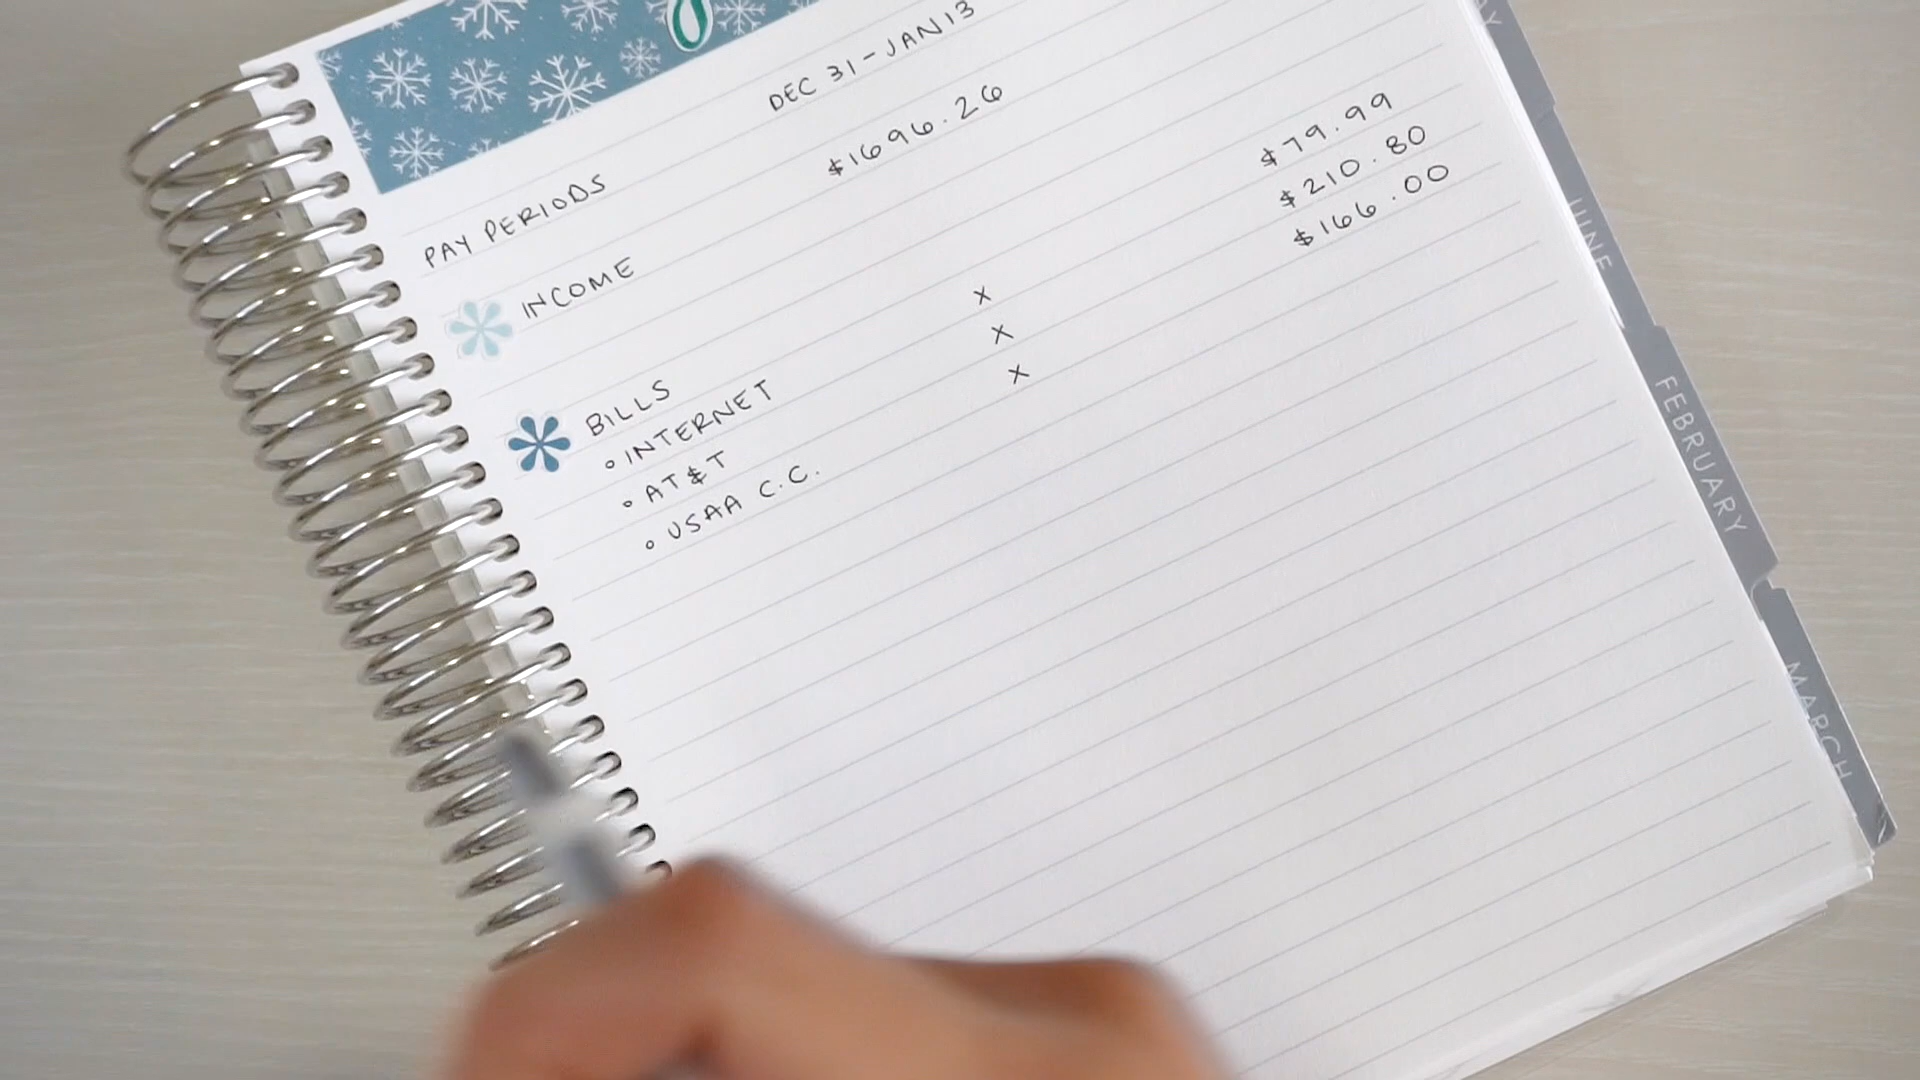 PAY PERIODS DEC 31 - JAN 13
INCOME $1696.26
BILLS
INTERNET x $79.99
AT&T x $210.80
USAA C.C. x $166.00
JUNE
FEBRUARY
MARCH